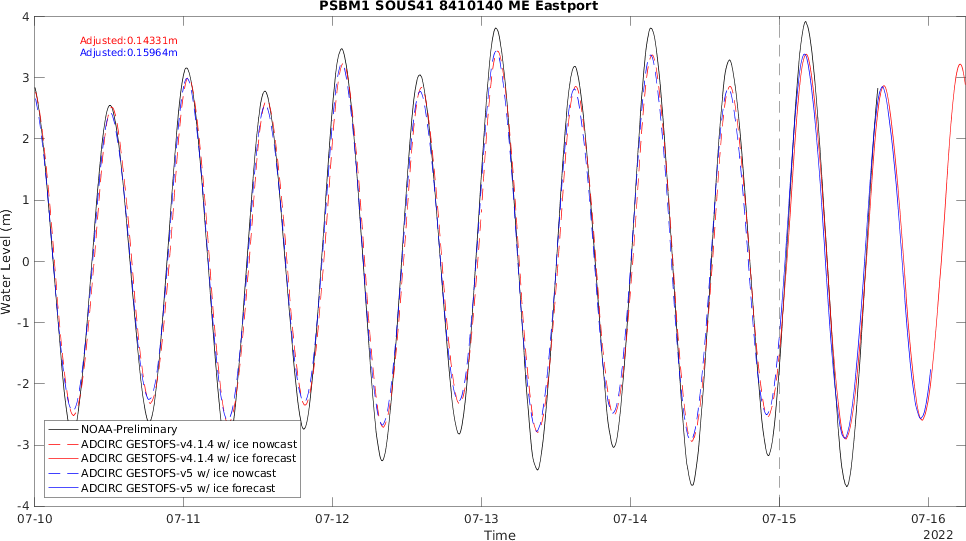 PSBM1 SOUS41 8410140 ME Eastport
Adjusted:0.14331m
Adjusted:0.15964m
4
3
2
1
0
-1
-2
-3
-4
Water Level (m)
NOAA-Preliminary
ADCIRC GESTOFS-v4.1.4 w/ ice nowcast
ADCIRC GESTOFS-v4.1.4 w/ ice forecast
ADCIRC GESTOFS-v5 w/ ice nowcast
ADCIRC GESTOFS-v5 w/ ice forecast
07-10 07-11 07-12 07-13 07-14 07-15 07-16
Time
2022